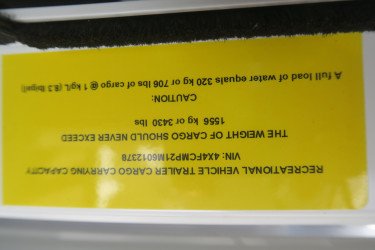 RECREATIONAL VEHICLE TRAILER CARGO CARRYING CAPACITY
VIN: 4X4FCMP21M6012378
THE WEIGHT OF CARGO SHOULD NEVER EXCEED
1556 kg or 3430 lbs
CAUTION:
A full load of water equals 320 kg or 706 lbs of cargo @ 1 kg/L (8.3 lb/gal)